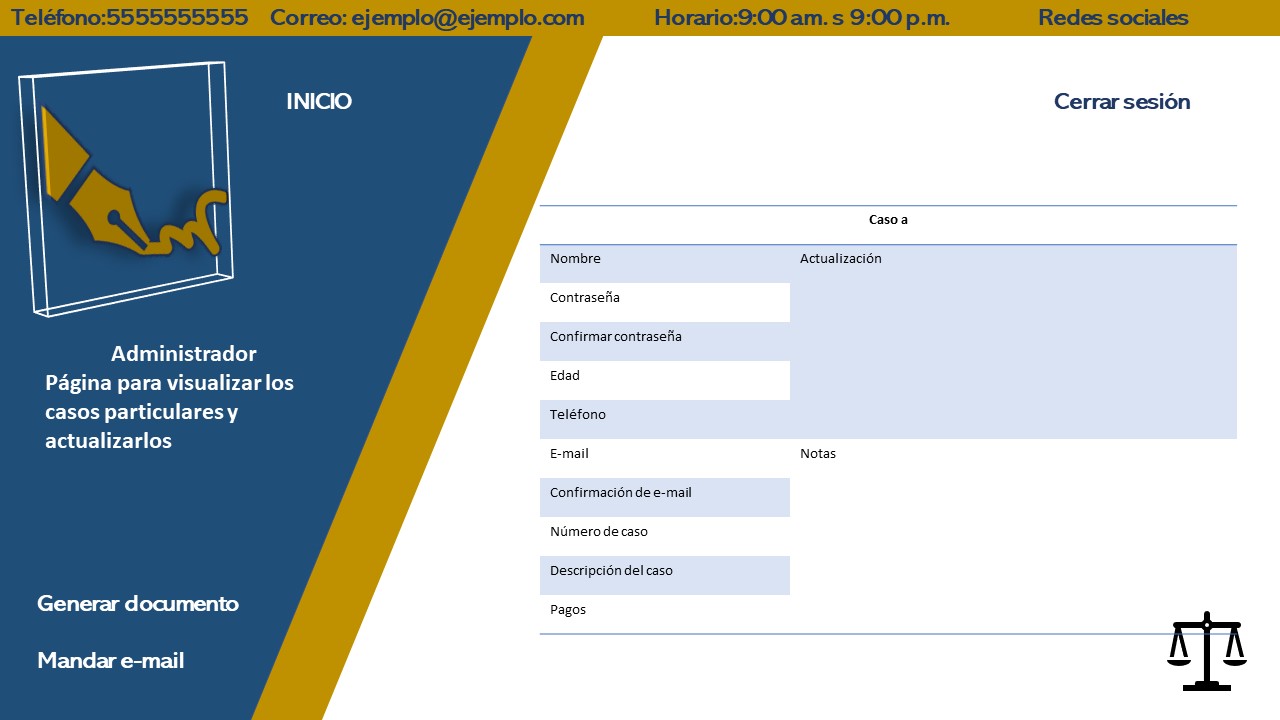 Teléfono:5555555555 Correo: ejemplo@ejemplo.com Horario:9:00 am. s 9:00 p.m. Redes sociales
INICIO
Cerrar sesión
Administrador
Página para visualizar los
casos particulares y
actualizarlos
Generar documento
Mandar e-mail
Caso a
Nombre Actualización
Contraseña
Confirmar contraseña
Edad
Teléfono
E-mail Notas
Confirmación de e-mail
Número de caso
Descripción del caso
Pagos